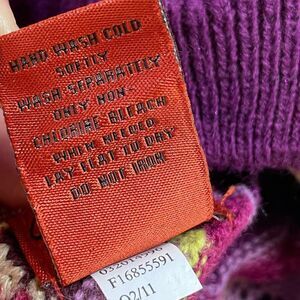 HAND WASH COLD
SOFTLY
WASH SEPARATELY
ONLY NON-
CHLORINE BLEACH
WHEN NEEDED
LAY FLAT TO DRY
DO NOT IRON
F16855591
02/11